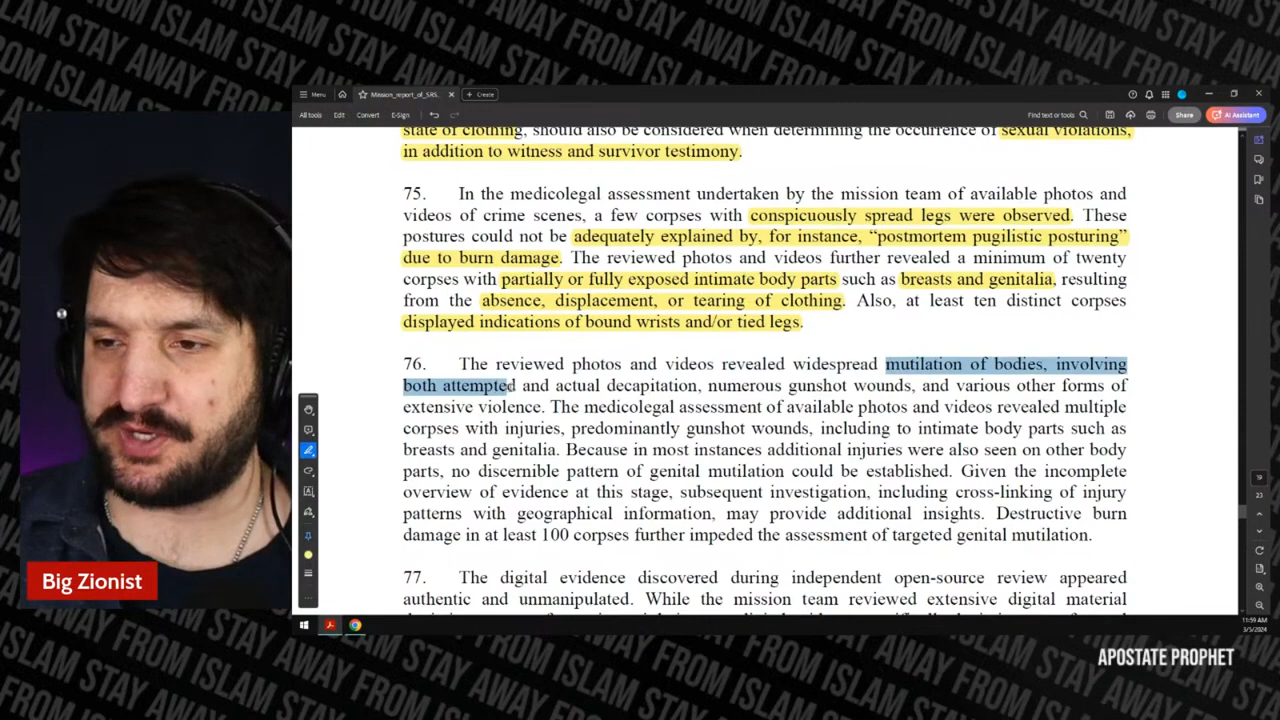 STAY AWAY FROM ISLAM
Menu
Mission_report_of_SRS...
Create
All tools
Edit
Convert
E-Sign
Find text or tools
Share
AI Assistant
state of clothing, should also be considered when determining the occurrence of sexual violations,
in addition to witness and survivor testimony.
75. In the medicolegal assessment undertaken by the mission team of available photos and
videos of crime scenes, a few corpses with conspicuously spread legs were observed. These
postures could not be adequately explained by, for instance, “postmortem pugilistic posturing”
due to burn damage. The reviewed photos and videos further revealed a minimum of twenty
corpses with partially or fully exposed intimate body parts such as breasts and genitalia, resulting
from the absence, displacement, or tearing of clothing. Also, at least ten distinct corpses
displayed indications of bound wrists and/or tied legs.
76. The reviewed photos and videos revealed widespread mutilation of bodies, involving
both attempted and actual decapitation, numerous gunshot wounds, and various other forms of
extensive violence. The medicolegal assessment of available photos and videos revealed multiple
corpses with injuries, predominantly gunshot wounds, including to intimate body parts such as
breasts and genitalia. Because in most instances additional injuries were also seen on other body
parts, no discernible pattern of genital mutilation could be established. Given the incomplete
overview of evidence at this stage, subsequent investigation, including cross-linking of injury
patterns with geographical information, may provide additional insights. Destructive burn
damage in at least 100 corpses further impeded the assessment of targeted genital mutilation.
77. The digital evidence discovered during independent open-source review appeared
authentic and unmanipulated. While the mission team reviewed extensive digital material
19
23
11:59 AM
3/5/2024
Big Zionist
APOSTATE PROPHET